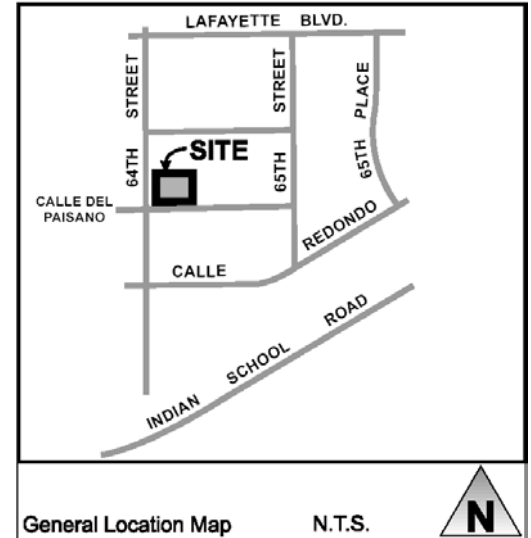 LAFAYETTE BLVD.
64TH STREET
65TH STREET
65TH PLACE
SITE
CALLE DEL
PAISANO
CALLE REDONDO
INDIAN SCHOOL ROAD
General Location Map N.T.S.
N